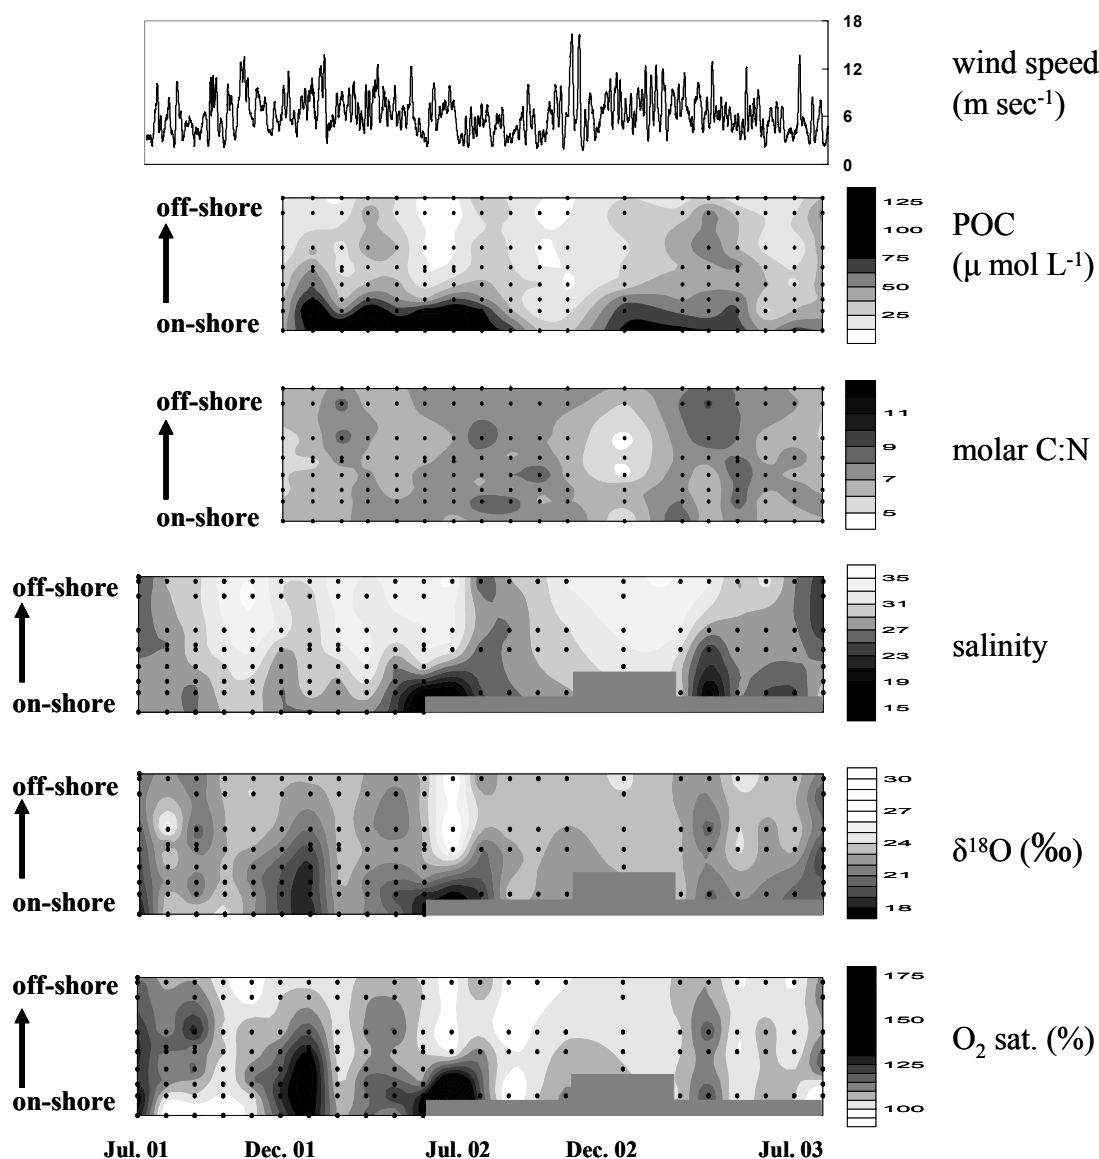 18
12
6
0
wind speed
(m sec-1)
off-shore
on-shore
125
100
75
50
25
POC
(μ mol L-1)
off-shore
on-shore
11
9
7
5
molar C:N
off-shore
on-shore
35
31
27
23
19
15
salinity
off-shore
on-shore
30
27
24
21
18
δ18O (‰)
off-shore
on-shore
175
150
125
100
O2 sat. (%)
Jul. 01 Dec. 01 Jul. 02 Dec. 02 Jul. 03